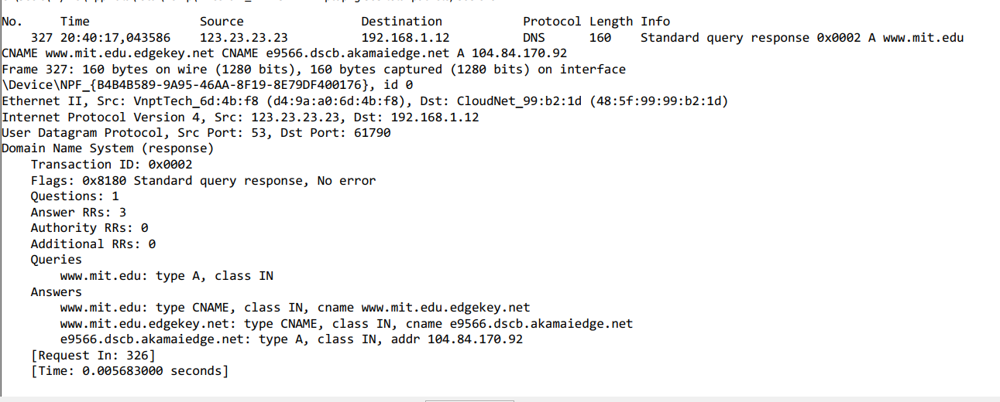 No.     Time               Source                Destination           Protocol Length Info
    327 20:40:17,043586    123.23.23.23          192.168.1.12          DNS      160    Standard query response 0x0002 A www.mit.edu
CNAME www.mit.edu.edgekey.net CNAME e9566.dscb.akamaiedge.net A 104.84.170.92
Frame 327: 160 bytes on wire (1280 bits), 160 bytes captured (1280 bits) on interface
\Device\NPF_{B4B4B589-9A95-46AA-8F19-8E79DF400176}, id 0
Ethernet II, Src: VnptTech_6d:4b:f8 (d4:9a:a0:6d:4b:f8), Dst: CloudNet_99:b2:1d (48:5f:99:99:b2:1d)
Internet Protocol Version 4, Src: 123.23.23.23, Dst: 192.168.1.12
User Datagram Protocol, Src Port: 53, Dst Port: 61790
Domain Name System (response)
    Transaction ID: 0x0002
    Flags: 0x8180 Standard query response, No error
    Questions: 1
    Answer RRs: 3
    Authority RRs: 0
    Additional RRs: 0
    Queries
        www.mit.edu: type A, class IN
    Answers
        www.mit.edu: type CNAME, class IN, cname www.mit.edu.edgekey.net
        www.mit.edu.edgekey.net: type CNAME, class IN, cname e9566.dscb.akamaiedge.net
        e9566.dscb.akamaiedge.net: type A, class IN, addr 104.84.170.92
    [Request In: 326]
    [Time: 0.005683000 seconds]